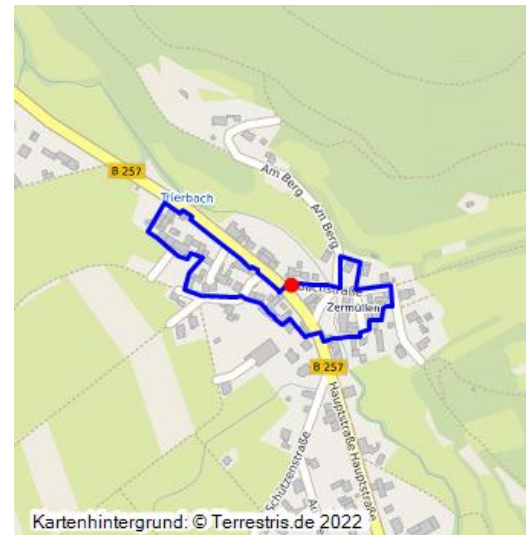 Am Berg
Am Berg
B 257
Trierbach
Zermüllen
B 257
Hauptstraße
Hauptstraße
Schützenstraße
Kartenhintergrund: © Terrestris.de 2022